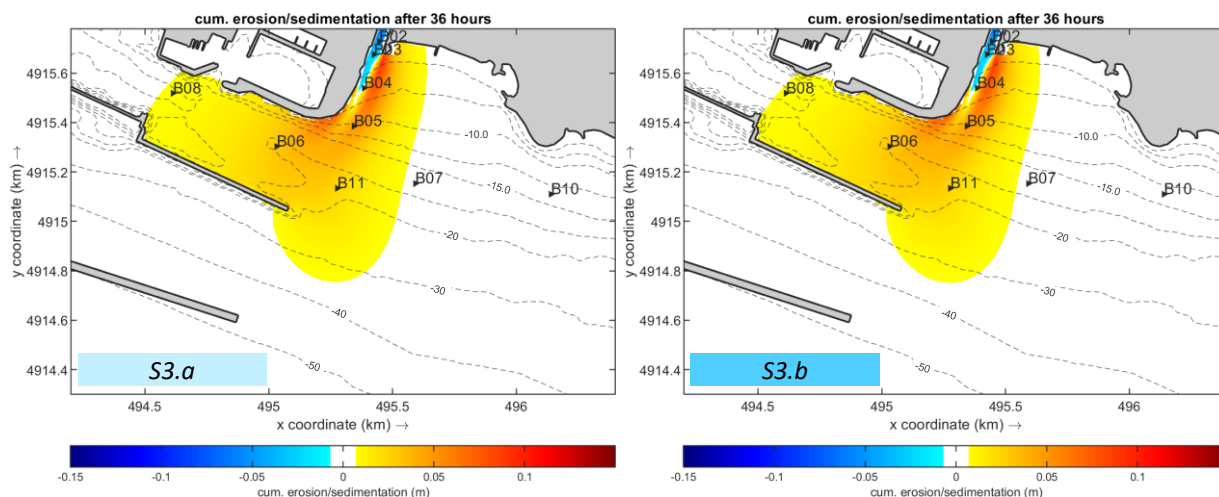 cum. erosion/sedimentation after 36 hours
B03
4915.6
B08
B04
B05
4915.4
-10.0
B06
4915.2
B11
B07
-15.0
B10
4915
-20
4914.8
-30
4914.6
-40
-50
4914.4
S3.a
494.5
495
495.5
496
x coordinate (km) →
y coordinate (km) →
-0.15
-0.1
-0.05
0
0.05
0.1
cum. erosion/sedimentation (m)
cum. erosion/sedimentation after 36 hours
B03
4915.6
B08
B04
B05
4915.4
-10.0
B06
4915.2
B11
B07
-15.0
B10
4915
-20
4914.8
-30
4914.6
-40
-50
4914.4
S3.b
494.5
495
495.5
496
x coordinate (km) →
y coordinate (km) →
-0.15
-0.1
-0.05
0
0.05
0.1
cum. erosion/sedimentation (m)